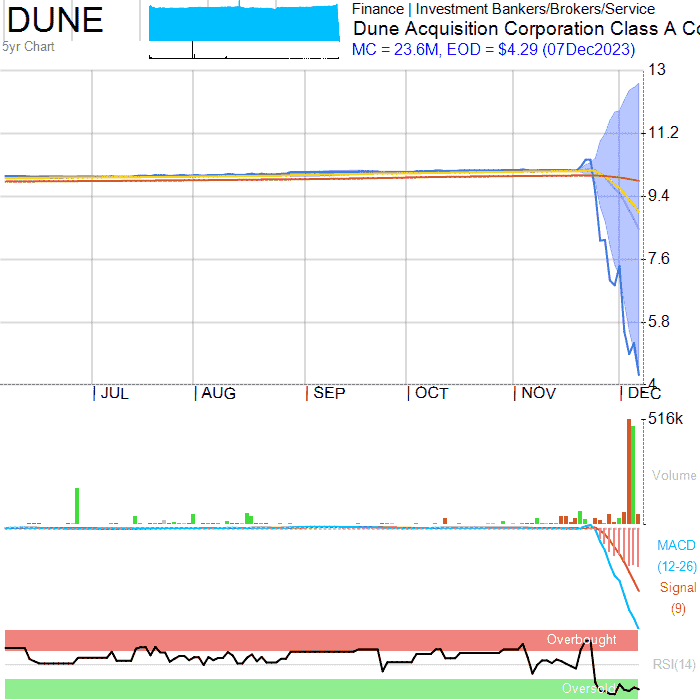 DUNE
5yr Chart
Finance | Investment Bankers/Brokers/Service
Dune Acquisition Corporation Class A Co
MC = 23.6M, EOD = $4.29 (07Dec2023)
13
11.2
9.4
7.6
5.8
4
JUL AUG SEP OCT NOV DEC
516k
Volume
MACD
(12-26)
Signal
(9)
Overbought
RSI(14)
Oversold